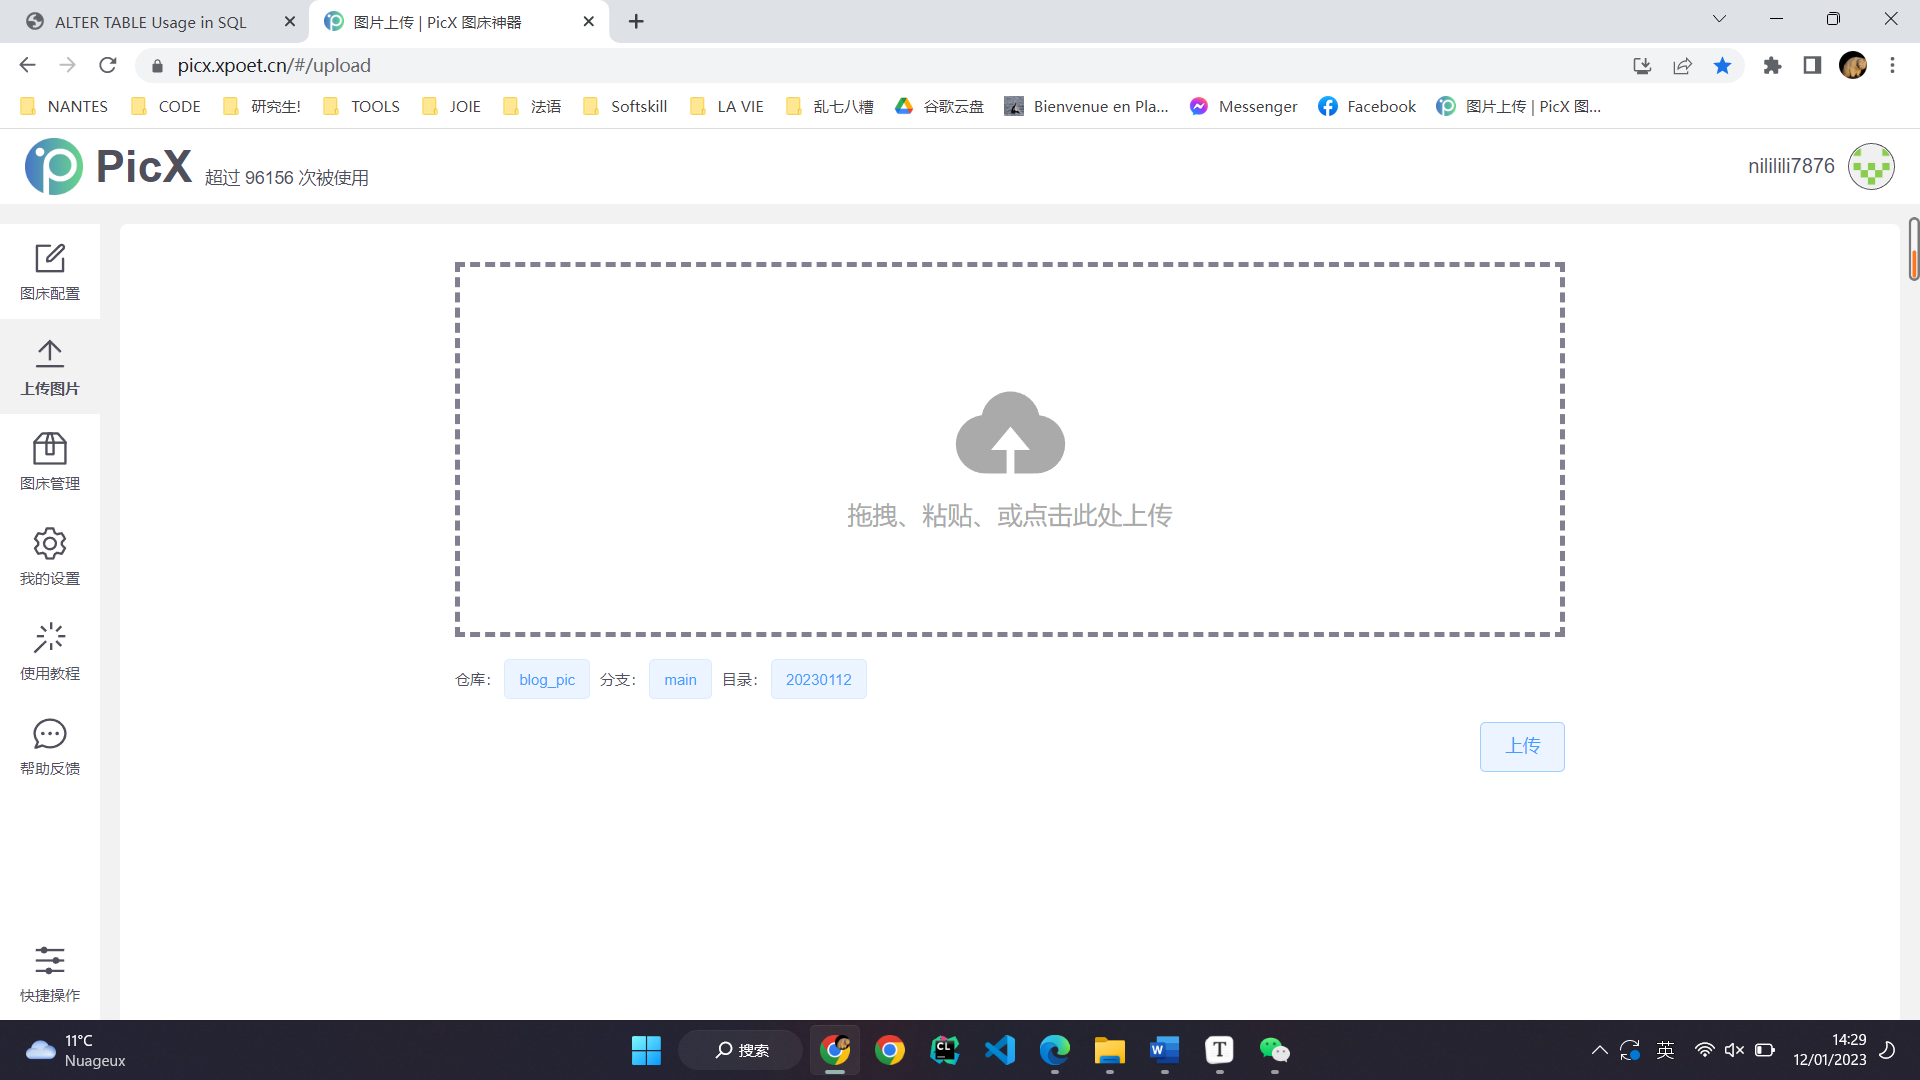 ALTER TABLE Usage in SQL
图片上传 | PicX 图床神器
picx.xpoet.cn/#/upload
NANTES CODE 研究生! TOOLS JOIE 法语 Softskill LA VIE 乱七八糟 谷歌云盘 Bienvenue en Pla... Messenger Facebook 图片上传 | PicX 图...
PicX 超过 96156 次被使用
nililili7876
图床配置
上传图片
图床管理
我的设置
使用教程
帮助反馈
快捷操作
拖拽、粘贴、或点击此处上传
仓库: blog_pic 分支: main 目录: 20230112
上传
11°C
Nuageux
搜索
CL
W
T
英
14:29
12/01/2023